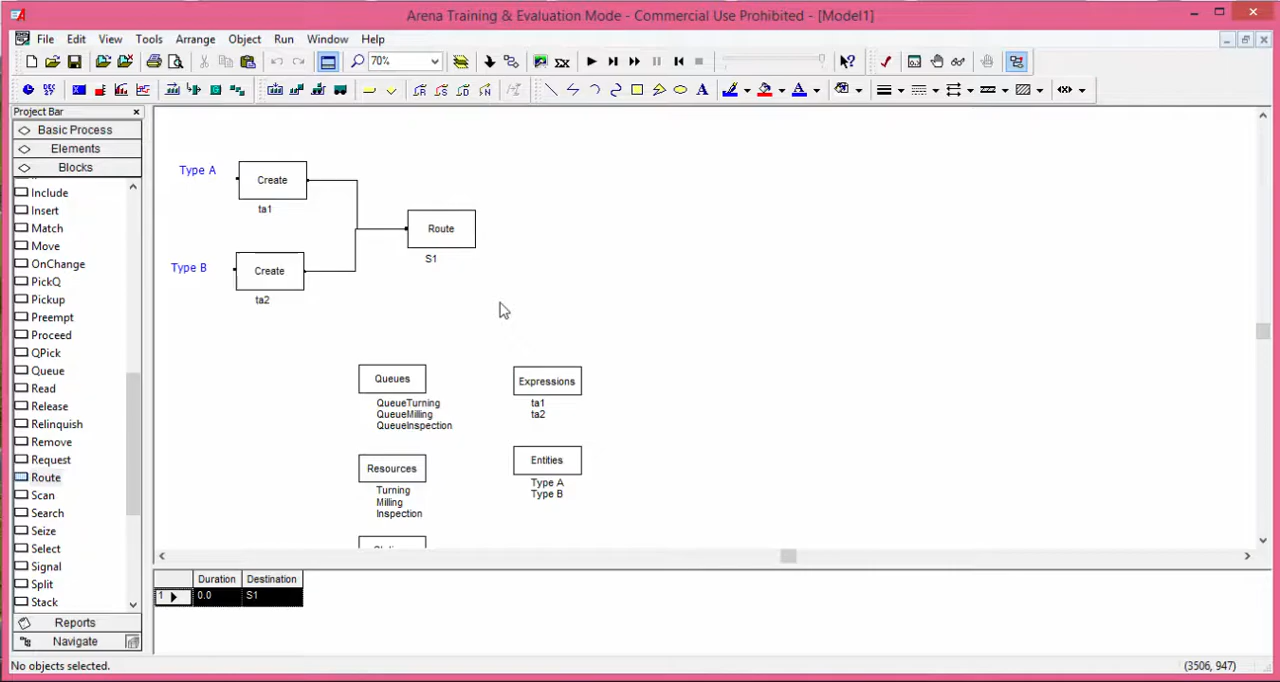 Arena Training & Evaluation Mode - Commercial Use Prohibited - [Model1]
File Edit View Tools Arrange Object Run Window Help
70%
Project Bar
Basic Process
Elements
Blocks
Include
Insert
Match
Move
OnChange
PickQ
Pickup
Preempt
Proceed
QPick
Queue
Read
Release
Relinquish
Remove
Request
Route
Scan
Search
Seize
Select
Signal
Split
Stack
Reports
Navigate
Type A
Create
ta1
Type B
Create
ta2
Route
S1
Queues
QueueTurning
QueueMilling
QueueInspection
Expressions
ta1
ta2
Resources
Turning
Milling
Inspection
Entities
Type A
Type B
Duration Destination
1 0.0 S1
No objects selected.
(3506, 947)